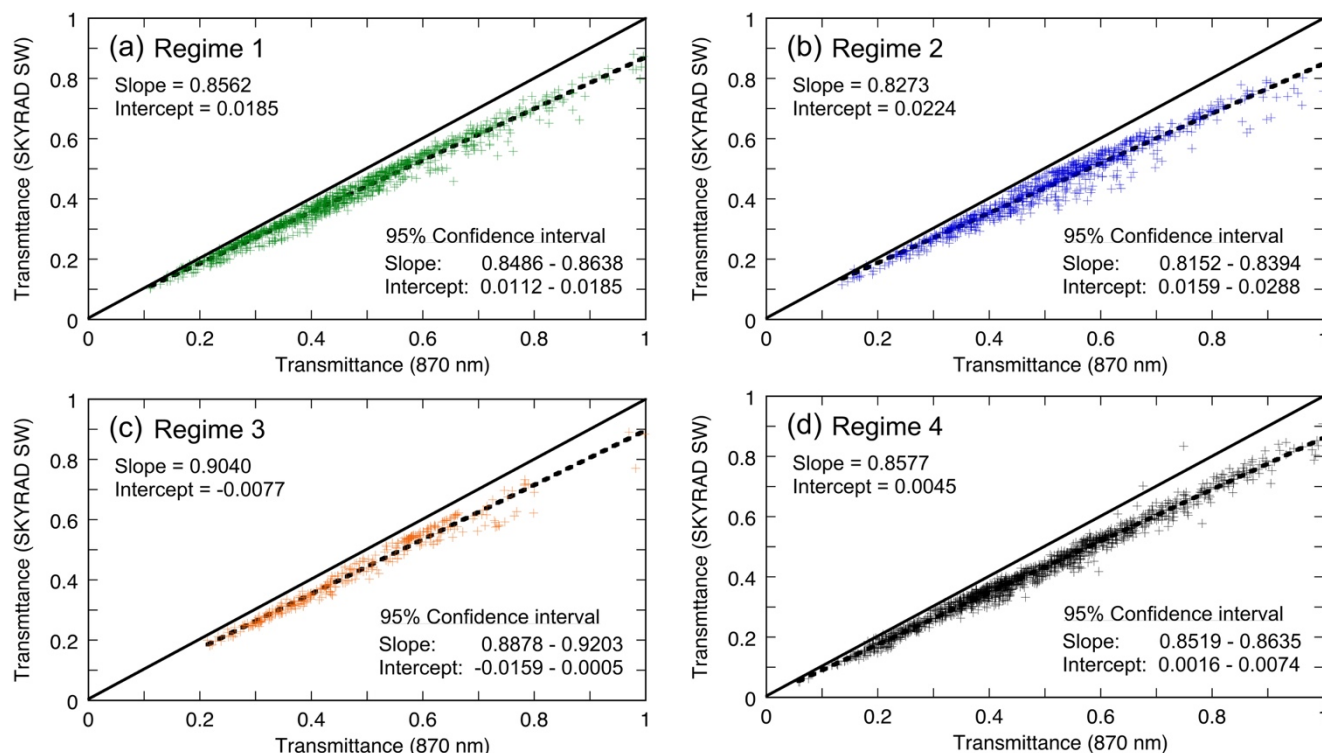 (a) Regime 1
Slope = 0.8562
Intercept = 0.0185
95% Confidence interval
Slope: 0.8486 - 0.8638
Intercept: 0.0112 - 0.0185
Transmttance (SKYRAD SW)
1
0.8
0.6
0.4
0.2
0
0 0.2 0.4 0.6 0.8 1
Transmittance (870 nm)
(b) Regime 2
Slope = 0.8273
Intercept = 0.0224
95% Confidence interval
Slope: 0.8152 - 0.8394
Intercept: 0.0159 - 0.0288
Transmttance (SKYRAD SW)
1
0.8
0.6
0.4
0.2
0
0 0.2 0.4 0.6 0.8 1
Transmittance (870 nm)
(c) Regime 3
Slope = 0.9040
Intercept = -0.0077
95% Confidence interval
Slope: 0.8878 - 0.9203
Intercept: -0.0159 - 0.0005
Transmttance (SKYRAD SW)
1
0.8
0.6
0.4
0.2
0
0 0.2 0.4 0.6 0.8 1
Transmittance (870 nm)
(d) Regime 4
Slope = 0.8577
Intercept = 0.0045
95% Confidence interval
Slope: 0.8519 - 0.8635
Intercept: 0.0016 - 0.0074
Transmttance (SKYRAD SW)
1
0.8
0.6
0.4
0.2
0
0 0.2 0.4 0.6 0.8 1
Transmittance (870 nm)